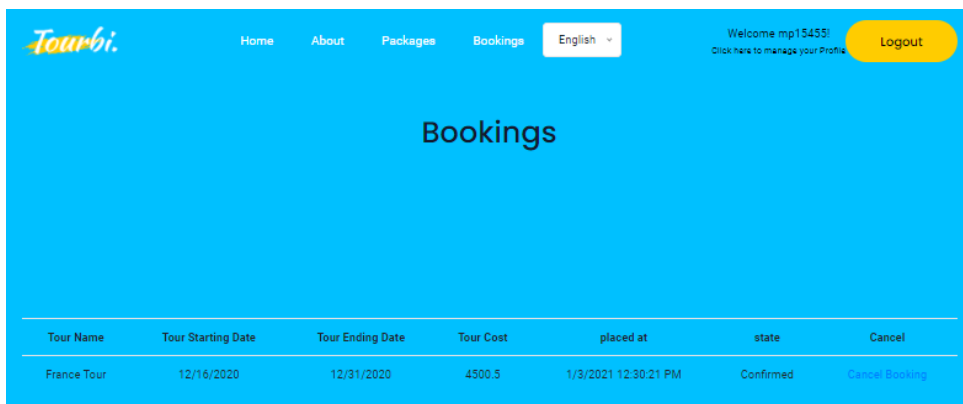 Tourbi.
Home About Packages Bookings English Welcome mp15455! Logout
Click here to manage your Profile
Bookings
Tour Name Tour Starting Date Tour Ending Date Tour Cost placed at state Cancel
France Tour 12/16/2020 12/31/2020 4500.5 1/3/2021 12:30:21 PM Confirmed Cancel Booking